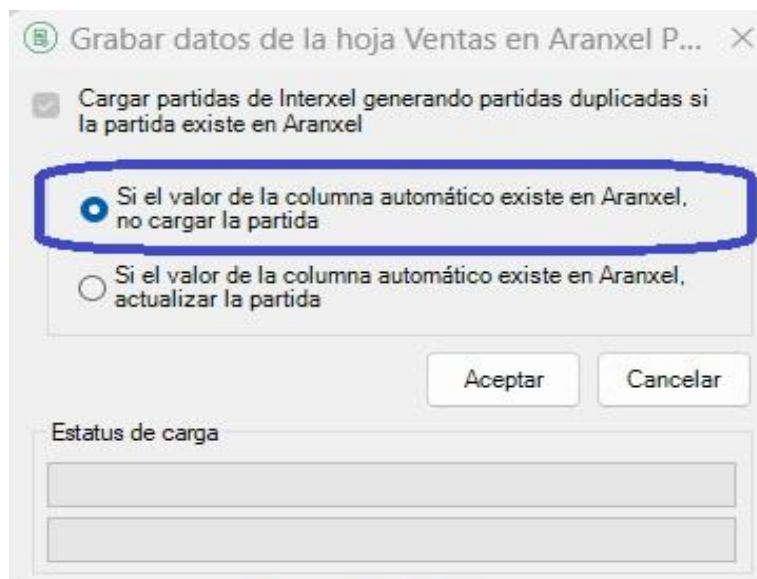 Grabar datos de la hoja Ventas en Aranxel P...
Cargar partidas de Interxel generando partidas duplicadas si
la partida existe en Aranxel
Si el valor de la columna automático existe en Aranxel,
no cargar la partida
Si el valor de la columna automático existe en Aranxel,
actualizar la partida
Aceptar
Cancelar
Estatus de carga